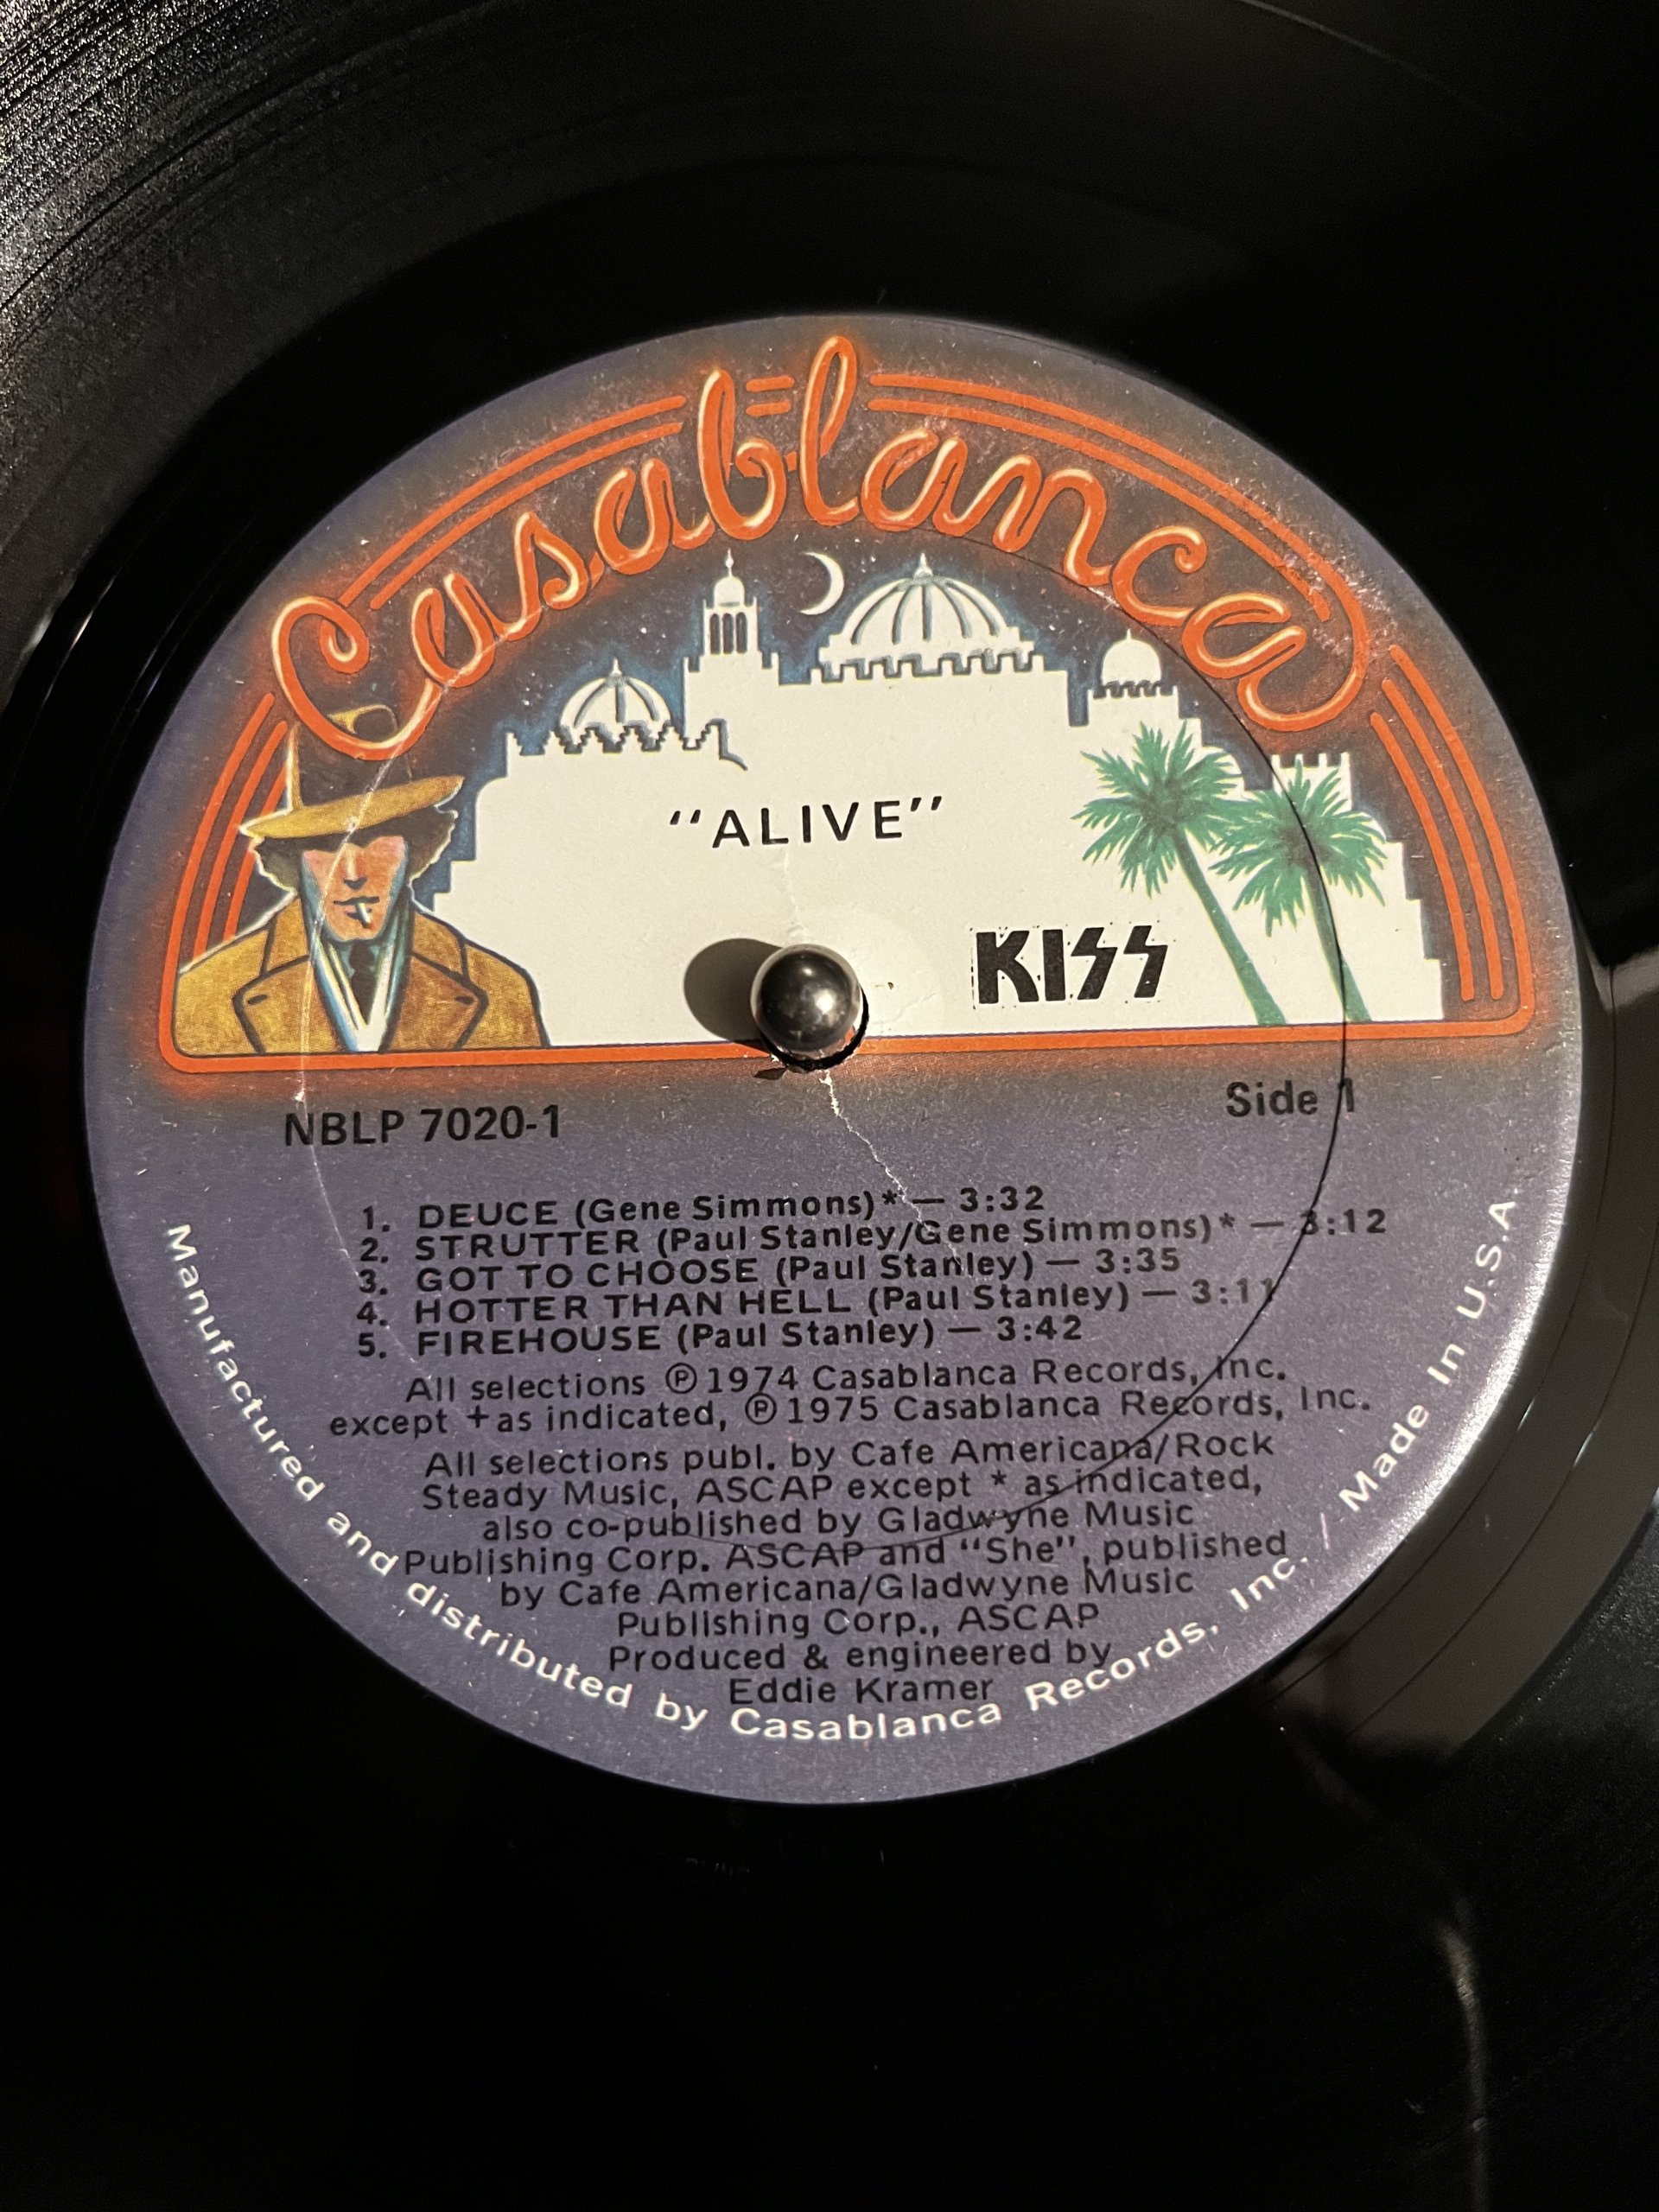 Casablanca
"ALIVE"
KISS
NBLP 7020-1
Side 1
1. DEUCE (Gene Simmons)* — 3:32
2. STRUTTER (Paul Stanley/Gene Simmons)* — 3:12
3. GOT TO CHOOSE (Paul Stanley) — 3:35
4. HOTTER THAN HELL (Paul Stanley) — 3:11
5. FIREHOUSE (Paul Stanley) — 3:42
All selections ℗ 1974 Casablanca Records, Inc.
except + as indicated, ℗ 1975 Casablanca Records, Inc.
All selections publ. by Cafe Americana/Rock
Steady Music, ASCAP except * as indicated,
also co-published by Gladwyne Music
Publishing Corp. ASCAP and "She", published
by Cafe Americana/Gladwyne Music
Publishing Corp., ASCAP
Produced & engineered by
Eddie Kramer
Manufactured and distributed by Casablanca Records, Inc. / Made In U.S.A.